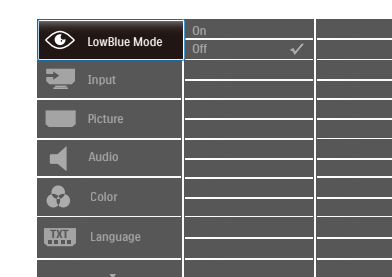 LowBlue Mode
On
Off
Input
Picture
Audio
Color
TXT
Language